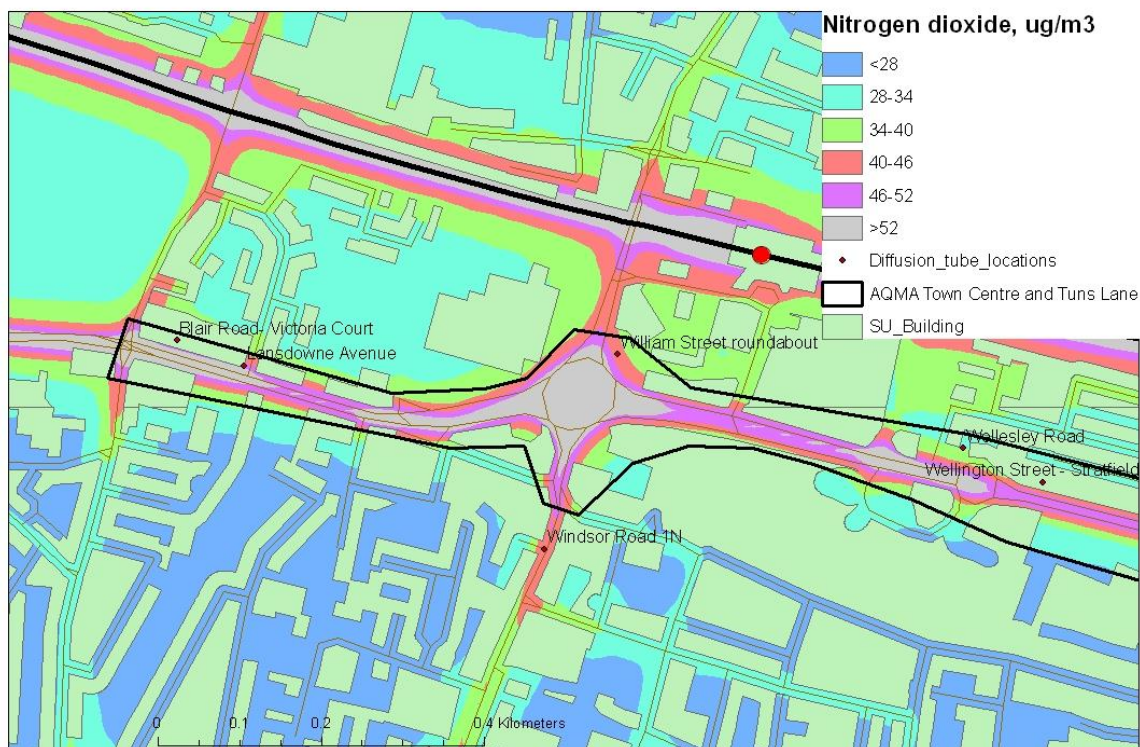 Nitrogen dioxide, ug/m3
<28
28-34
34-40
40-46
46-52
>52
Diffusion_tube_locations
AQMA Town Centre and Tuns Lane
SU_Building
Blair Road- Victoria Court
Lansdowne Avenue
William Street roundabout
Wellesley Road
Wellington Street - Stratfield
Windsor Road 1N
0 0.1 0.2 0.4 Kilometers